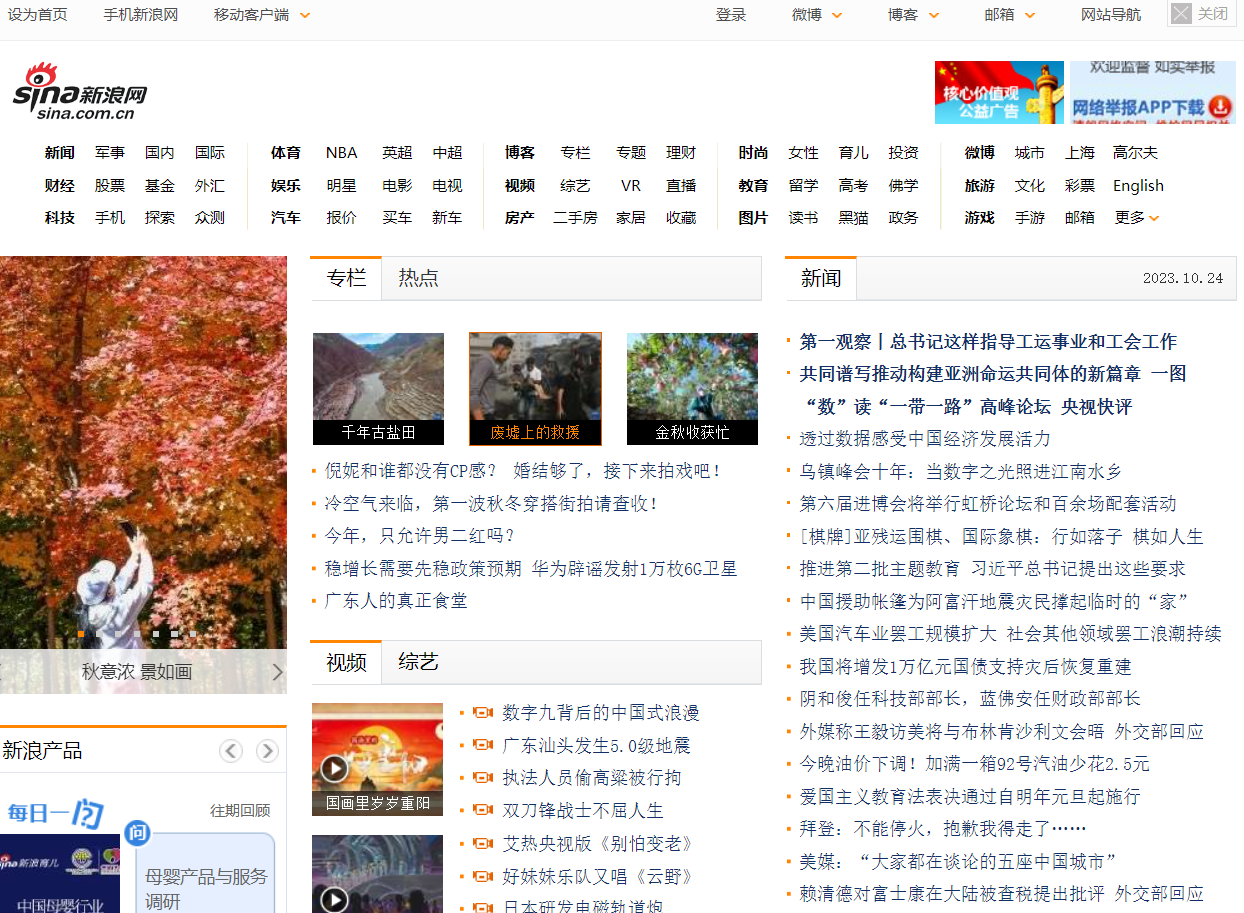 设为首页 手机新浪网 移动客户端 登录 微博 博客 邮箱 网站导航 关闭
sina新浪网
sina.com.cn
核心价值观
公益广告
欢迎监督 如实举报
网络举报APP下载
新闻 军事 国内 国际 体育 NBA 英超 中超 博客 专栏 专题 理财 时尚 女性 育儿 投资 微博 城市 上海 高尔夫
财经 股票 基金 外汇 娱乐 明星 电影 电视 视频 综艺 VR 直播 教育 留学 高考 佛学 旅游 文化 彩票 English
科技 手机 探索 众测 汽车 报价 买车 新车 房产 二手房 家居 收藏 图片 读书 黑猫 政务 游戏 手游 邮箱 更多
秋意浓 景如画
新浪产品
每日一问
往期回顾
问
sina新浪育儿
中国母婴行业
母婴产品与服务
调研
专栏 热点
千年古盐田
废墟上的救援
金秋收获忙
倪妮和谁都没有CP感？ 婚结够了，接下来拍戏吧！
冷空气来临，第一波秋冬穿搭街拍请查收！
今年，只允许男二红吗？
稳增长需要先稳政策预期 华为辟谣发射1万枚6G卫星
广东人的真正食堂
视频 综艺
国画里岁岁重阳
数字九背后的中国式浪漫
广东汕头发生5.0级地震
执法人员偷高粱被行拘
双刀锋战士不屈人生
艾热央视版《别怕变老》
好妹妹乐队又唱《云野》
日本研发电磁轨道炮
新闻 2023.10.24
第一观察丨总书记这样指导工运事业和工会工作
共同谱写推动构建亚洲命运共同体的新篇章 一图
“数”读“一带一路”高峰论坛 央视快评
透过数据感受中国经济发展活力
乌镇峰会十年：当数字之光照进江南水乡
第六届进博会将举行虹桥论坛和百余场配套活动
[棋牌]亚残运围棋、国际象棋：行如落子 棋如人生
推进第二批主题教育 习近平总书记提出这些要求
中国援助帐篷为阿富汗地震灾民撑起临时的“家”
美国汽车业罢工规模扩大 社会其他领域罢工浪潮持续
我国将增发1万亿元国债支持灾后恢复重建
阴和俊任科技部部长，蓝佛安任财政部部长
外媒称王毅访美将与布林肯沙利文会晤 外交部回应
今晚油价下调！加满一箱92号汽油少花2.5元
爱国主义教育法表决通过自明年元旦起施行
拜登：不能停火，抱歉我得走了……
美媒：“大家都在谈论的五座中国城市”
赖清德对富士康在大陆被查税提出批评 外交部回应